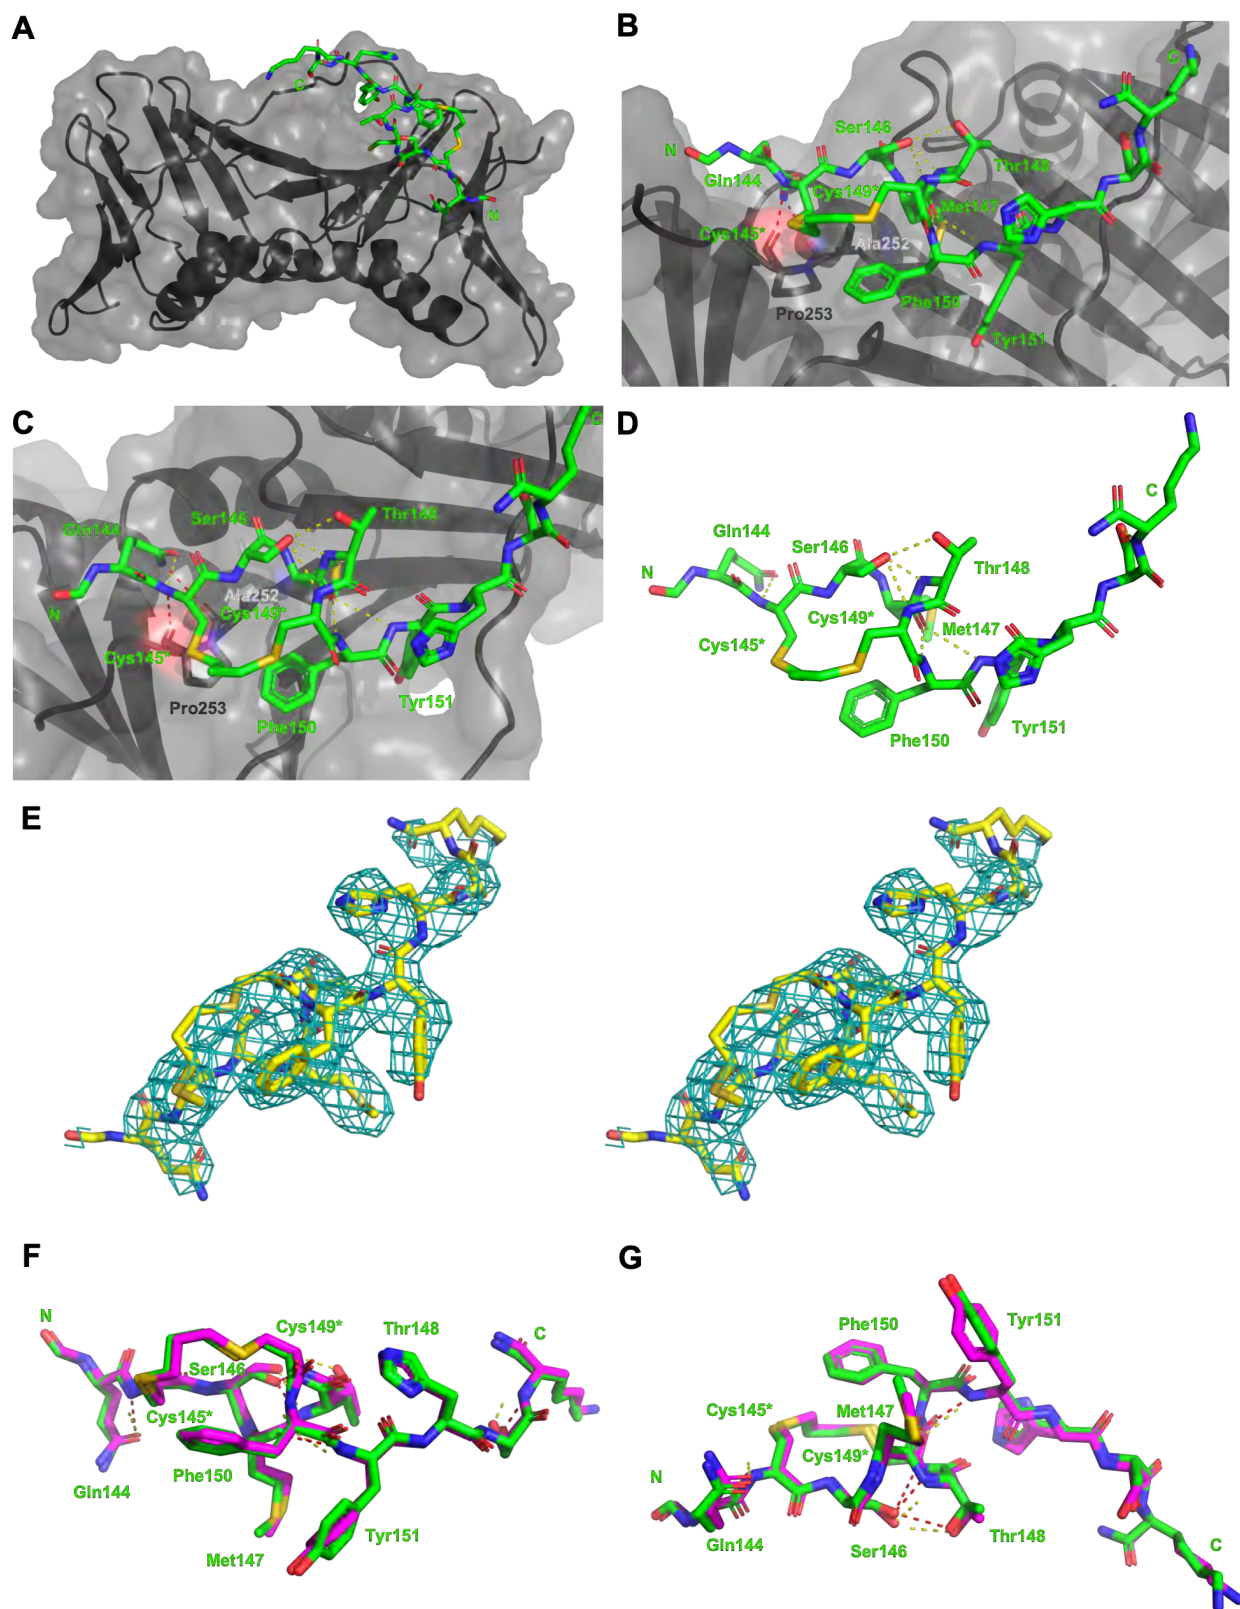 A
C
N
B
C
Ser146
N
Thr148
Gln144
Cys149*
Met147
Cys145*
Ala252
Phe150
Pro253
Tyr151
C
C
Gln144
Ser146
Thr148
Ala252
N
Cys149*
Cys145*
Tyr151
Pro253
Phe150
D
C
Gln144
Ser146
N
Thr148
Cys149*
Met147
Cys145*
Tyr151
Phe150
E
F
N
Cys149*
Thr148
C
Ser146
Cys145*
Phe150
Gln144
Tyr151
Met147
G
Tyr151
Phe150
Cys145*
Met147
Cys149*
N
Thr148
Gln144
Ser146
C